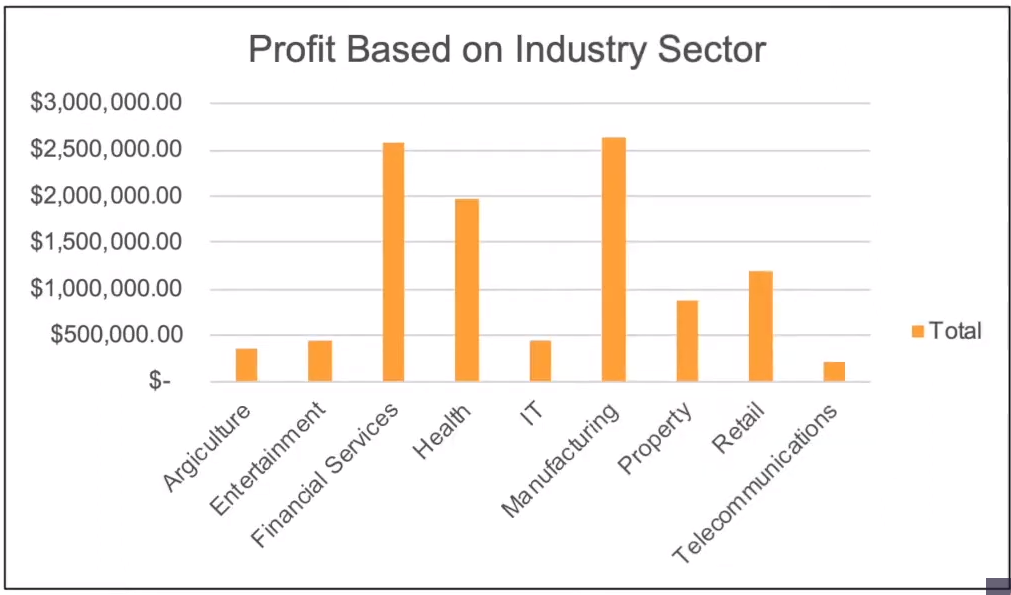 Profit Based on Industry Sector
$3,000,000.00
$2,500,000.00
$2,000,000.00
$1,500,000.00
$1,000,000.00
$500,000.00
$-
Total
Argiculture
Entertainment
Financial Services
Health
IT
Manufacturing
Property
Retail
Telecommunications